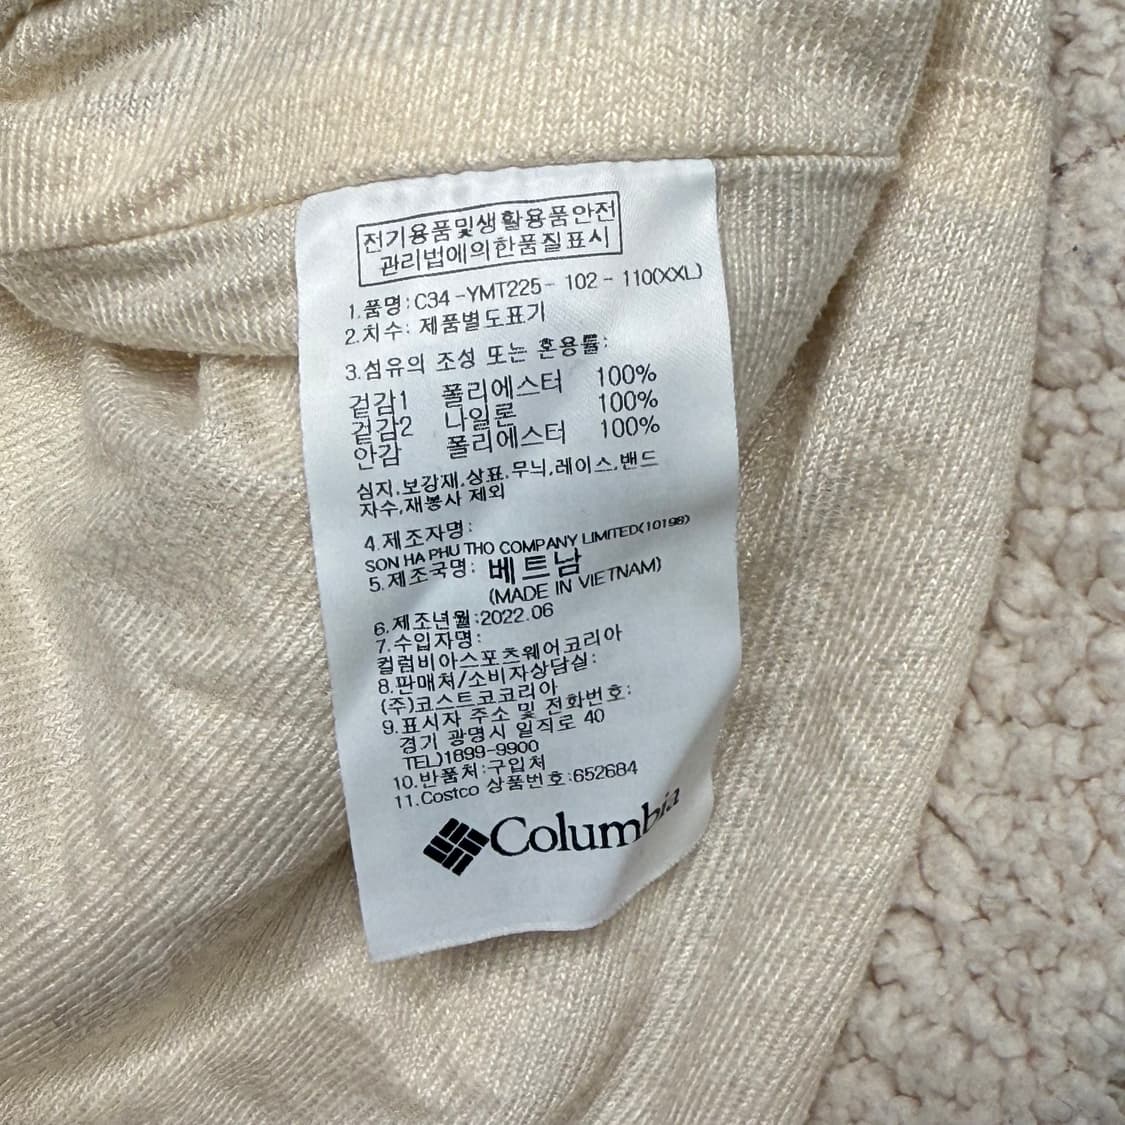 전기용품및생활용품안전
관리법에의한품질표시
1.품명:C34-YMT225-102-110(XXL)
2.치수: 제품별도표기
3.섬유의 조성 또는 혼용률:
겉감1 폴리에스터 100%
겉감2 나일론 100%
안감 폴리에스터 100%
심지.보강재.상표.무늬.레이스.밴드
자수,재봉사 제외
4.제조자명:
SON HA PHU THO COMPANY LIMITED(10198)
5.제조국명: 베트남
(MADE IN VIETNAM)
6.제조년월:2022.06
7.수입자명:
컬럼비아스포츠웨어코리아
8.판매처/소비자상담실:
(주)코스트코코리아
9.표시자 주소 및 전화번호:
경기 광명시 일직로 40
TEL)1899-9900
10.반품처:구입처
11.Costco 상품번호:652684
Columbia